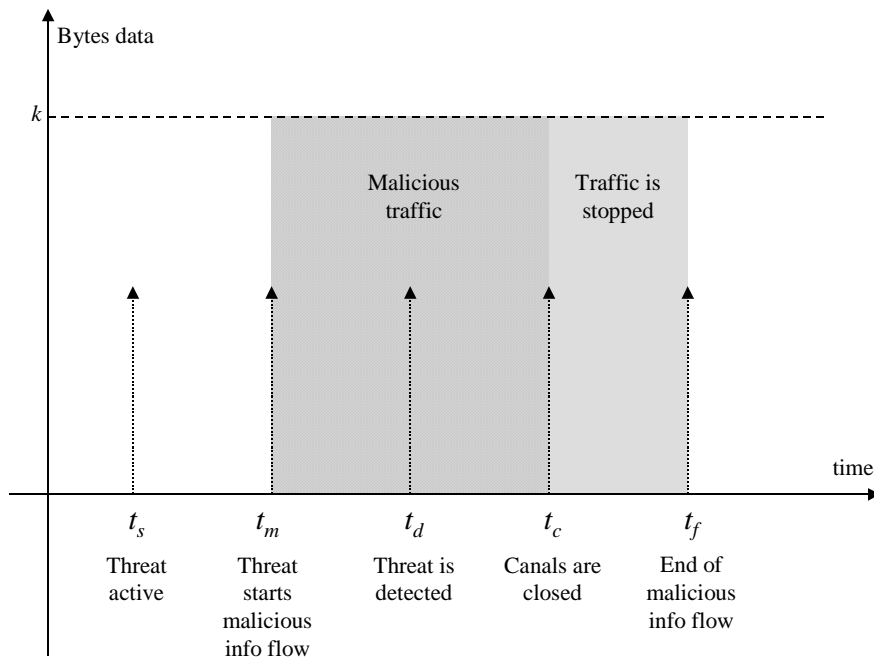 Bytes data
k
Malicious
traffic
Traffic is
stopped
time
t_s
t_m
t_d
t_c
t_f
Threat
active
Threat
starts
malicious
info flow
Threat is
detected
Canals are
closed
End of
malicious
info flow